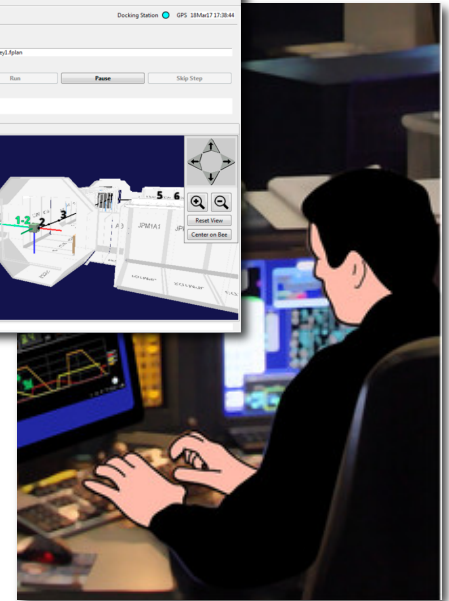 Docking Station GPS 18Mar17 17:38:44
ey1.fplan
Run Pause Skip Step
1-2 2 3 5 6
JPM1A1
Reset View
Center on Bee